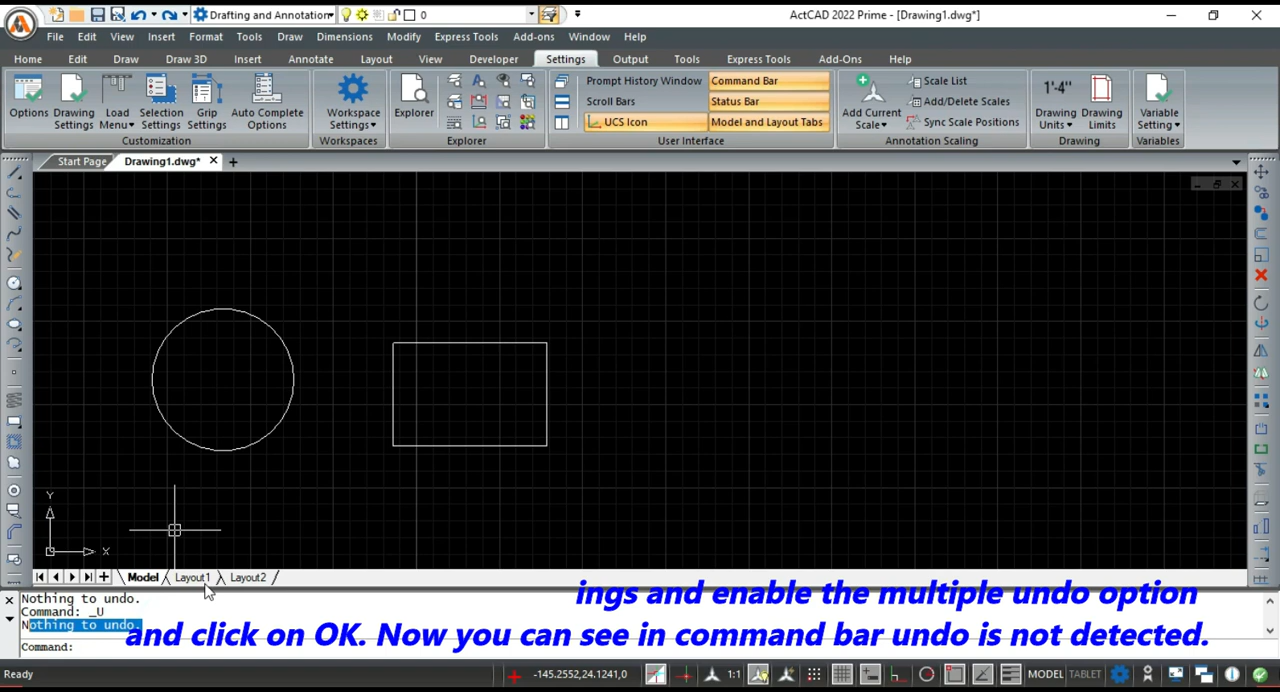 Drafting and Annotation
0
ActCAD 2022 Prime - [Drawing1.dwg*]
File Edit View Insert Format Tools Draw Dimensions Modify Express Tools Add-ons Window Help
Home Edit Draw Draw 3D Insert Annotate Layout View Developer Settings Output Tools Express Tools Add-Ons Help
Options
Drawing Settings
Load Menu
Selection Settings
Grip Settings
Auto Complete Options
Customization
Workspace Settings
Workspaces
Explorer
Explorer
Prompt History Window
Command Bar
Scroll Bars
Status Bar
UCS Icon
Model and Layout Tabs
User Interface
Add Current Scale
Scale List
Add/Delete Scales
Sync Scale Positions
Annotation Scaling
1'-4"
Drawing Units
Drawing Limits
Drawing
Variable Setting
Variables
Start Page
Drawing1.dwg*
Y
X
Model Layout1 Layout2
Nothing to undo.
Command: _U
Nothing to undo.
Command:
ings and enable the multiple undo option
and click on OK. Now you can see in command bar undo is not detected.
Ready
-145.2552,24.1241,0
1:1
MODEL TABLET